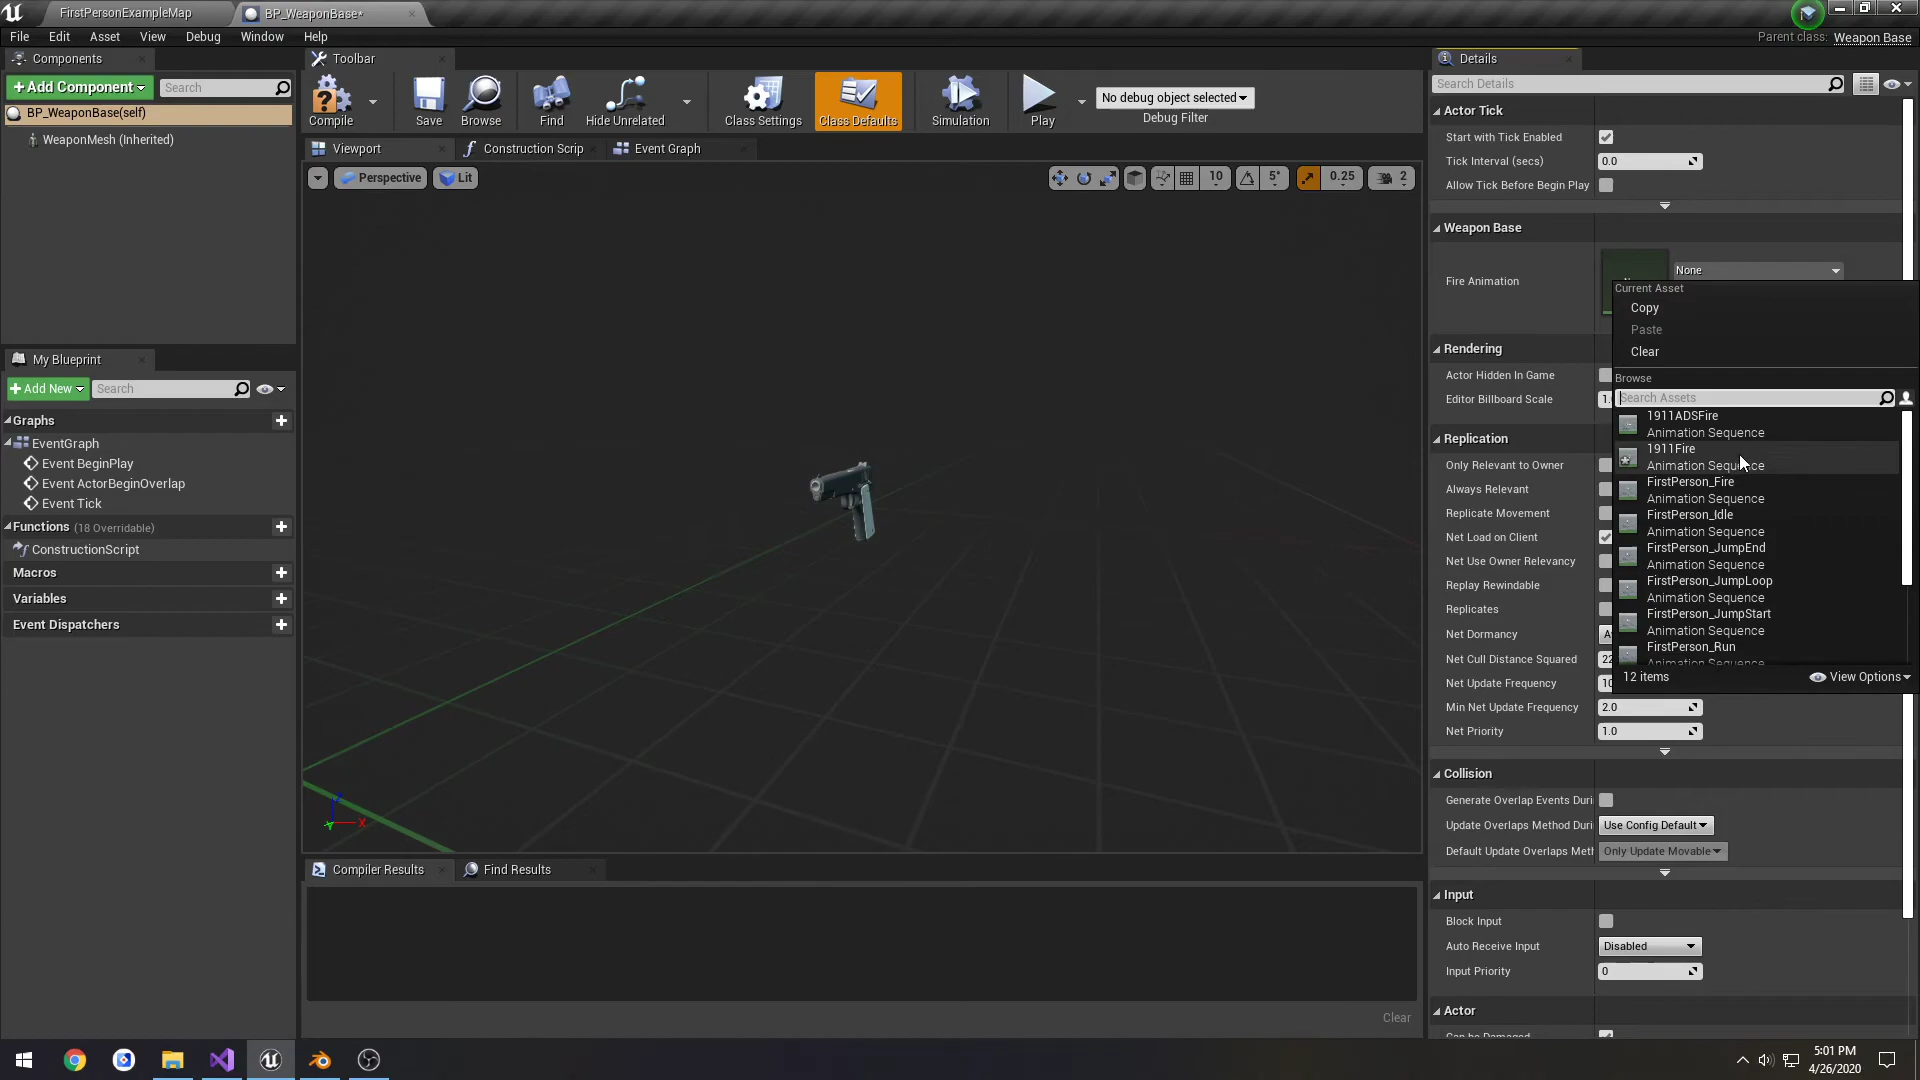 FirstPersonExampleMap
BP_WeaponBase*
File Edit Asset View Debug Window Help
Parent class: Weapon Base
Components
+Add Component
Search
BP_WeaponBase(self)
WeaponMesh (Inherited)
My Blueprint
+Add New
Search
Graphs
EventGraph
Event BeginPlay
Event ActorBeginOverlap
Event Tick
Functions (18 Overridable)
ConstructionScript
Macros
Variables
Event Dispatchers
Toolbar
Compile
Save
Browse
Find
Hide Unrelated
Class Settings
Class Defaults
Simulation
Play
No debug object selected
Debug Filter
Viewport
Construction Scrip
Event Graph
Perspective
Lit
10
5°
0.25
2
Z
Y
X
Compiler Results
Find Results
Clear
Details
Search Details
Actor Tick
Start with Tick Enabled
Tick Interval (secs) 0.0
Allow Tick Before Begin Play
Weapon Base
Fire Animation
None
Rendering
Actor Hidden In Game
Editor Billboard Scale
Replication
Only Relevant to Owner
Always Relevant
Replicate Movement
Net Load on Client
Net Use Owner Relevancy
Replay Rewindable
Replicates
Net Dormancy
Net Cull Distance Squared
Net Update Frequency
Min Net Update Frequency 2.0
Net Priority 1.0
Collision
Generate Overlap Events Duri
Update Overlaps Method Duri Use Config Default
Default Update Overlaps Meth Only Update Movable
Input
Block Input
Auto Receive Input Disabled
Input Priority 0
Actor
Can be Damaged
Current Asset
Copy
Paste
Clear
Browse
Search Assets
1911ADSFire
Animation Sequence
1911Fire
Animation Sequence
FirstPerson_Fire
Animation Sequence
FirstPerson_Idle
Animation Sequence
FirstPerson_JumpEnd
Animation Sequence
FirstPerson_JumpLoop
Animation Sequence
FirstPerson_JumpStart
Animation Sequence
FirstPerson_Run
Animation Sequence
12 items
View Options
5:01 PM
4/26/2020